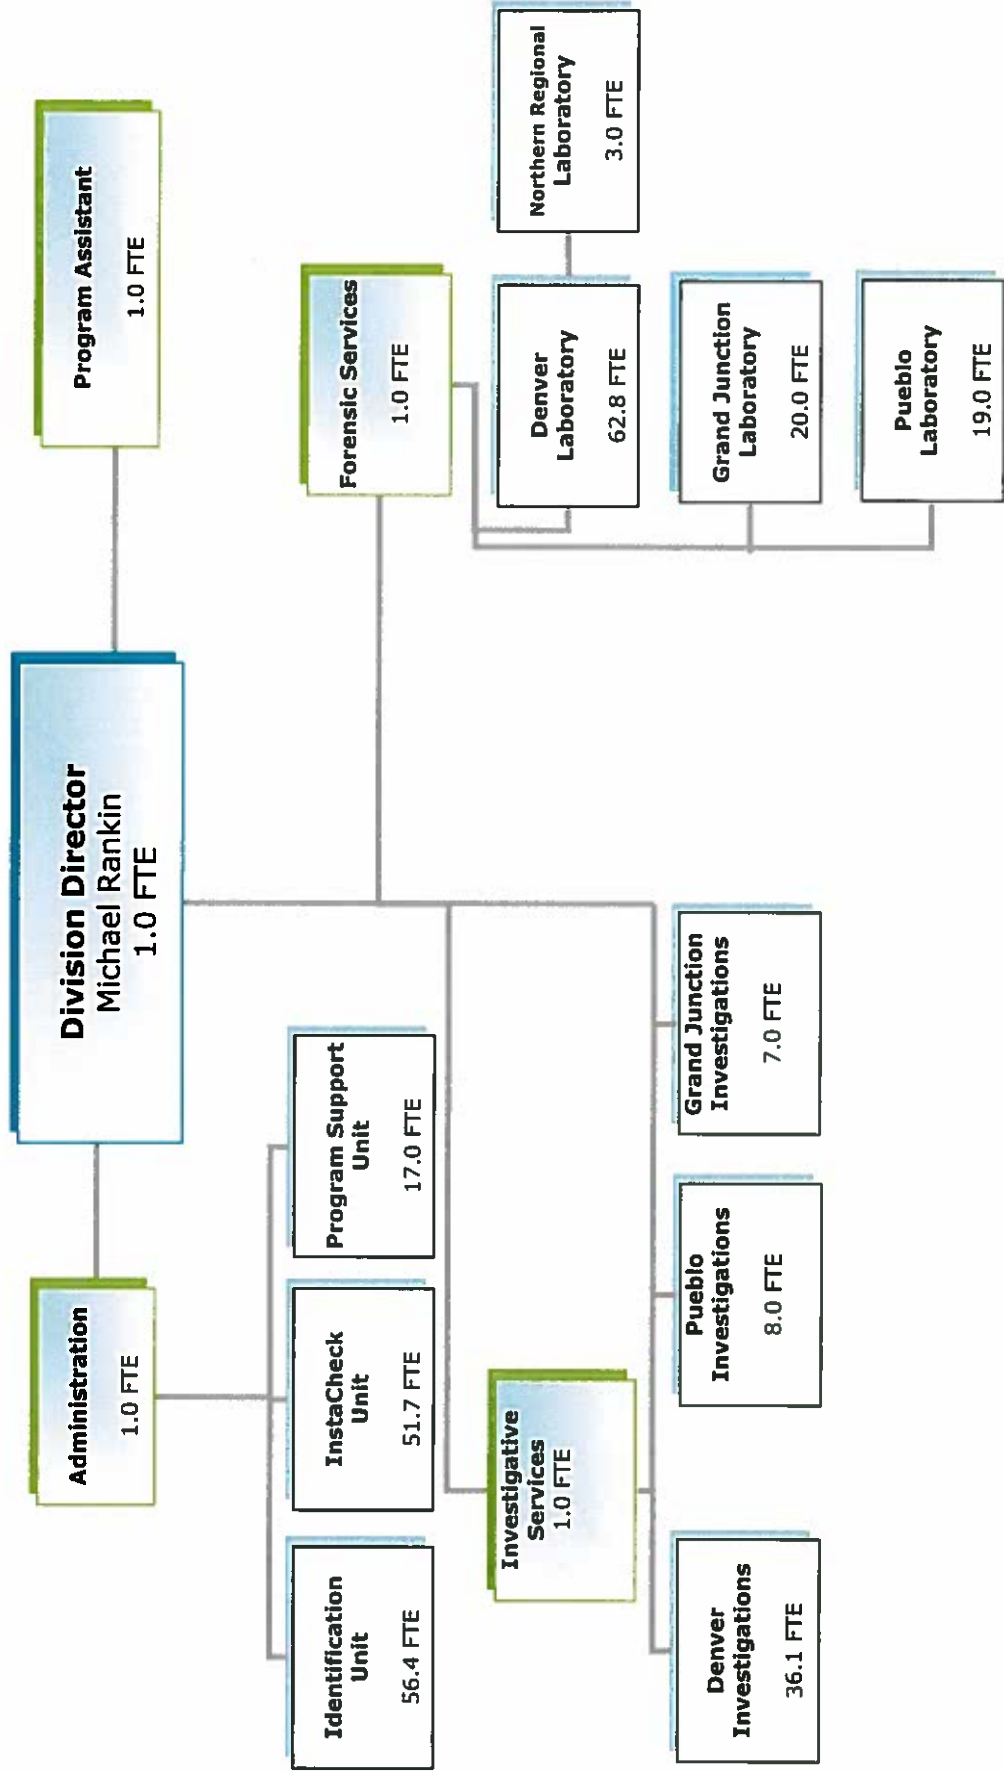 Division Director
Michael Rankin
1.0 FTE
Program Assistant
1.0 FTE
Administration
1.0 FTE
Identification
Unit
56.4 FTE
InstaCheck
Unit
51.7 FTE
Program Support
Unit
17.0 FTE
Forensic Services
1.0 FTE
Denver
Laboratory
62.8 FTE
Northern Regional
Laboratory
3.0 FTE
Grand Junction
Laboratory
20.0 FTE
Pueblo
Laboratory
19.0 FTE
Investigative
Services
1.0 FTE
Denver
Investigations
36.1 FTE
Pueblo
Investigations
8.0 FTE
Grand Junction
Investigations
7.0 FTE